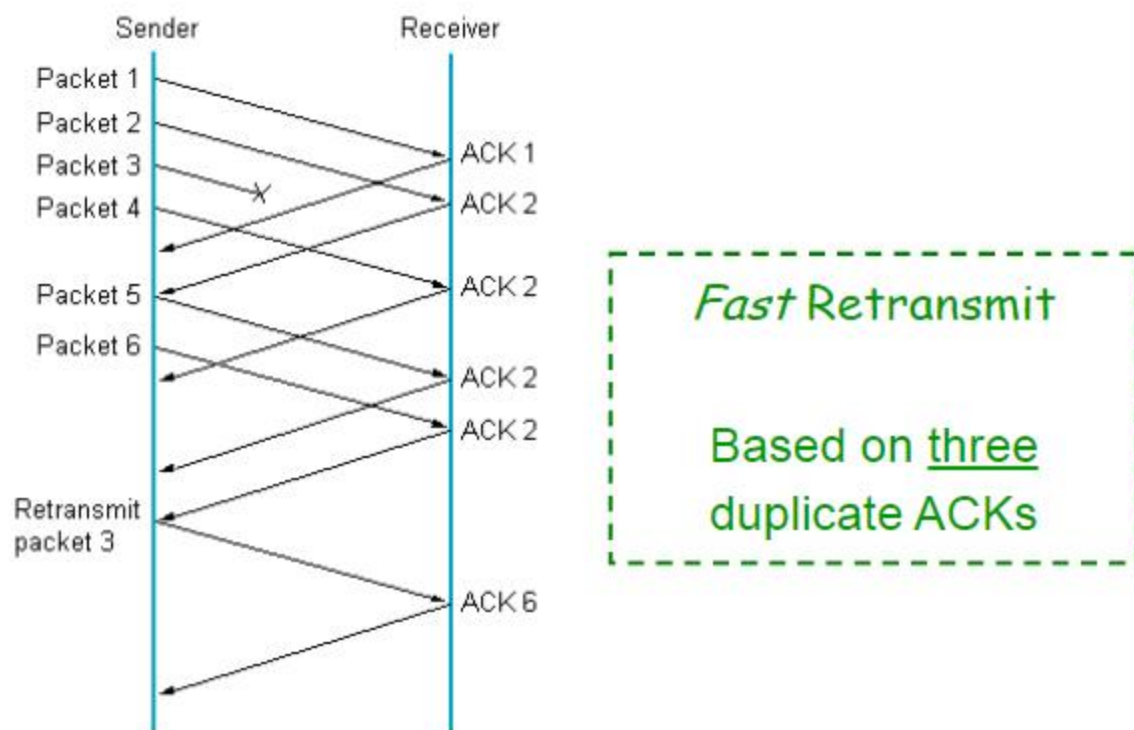 Sender
Receiver
Packet 1
Packet 2
Packet 3
Packet 4
Packet 5
Packet 6
Retransmit
packet 3
ACK 1
ACK 2
ACK 2
ACK 2
ACK 2
ACK 6
Fast Retransmit
Based on three
duplicate ACKs